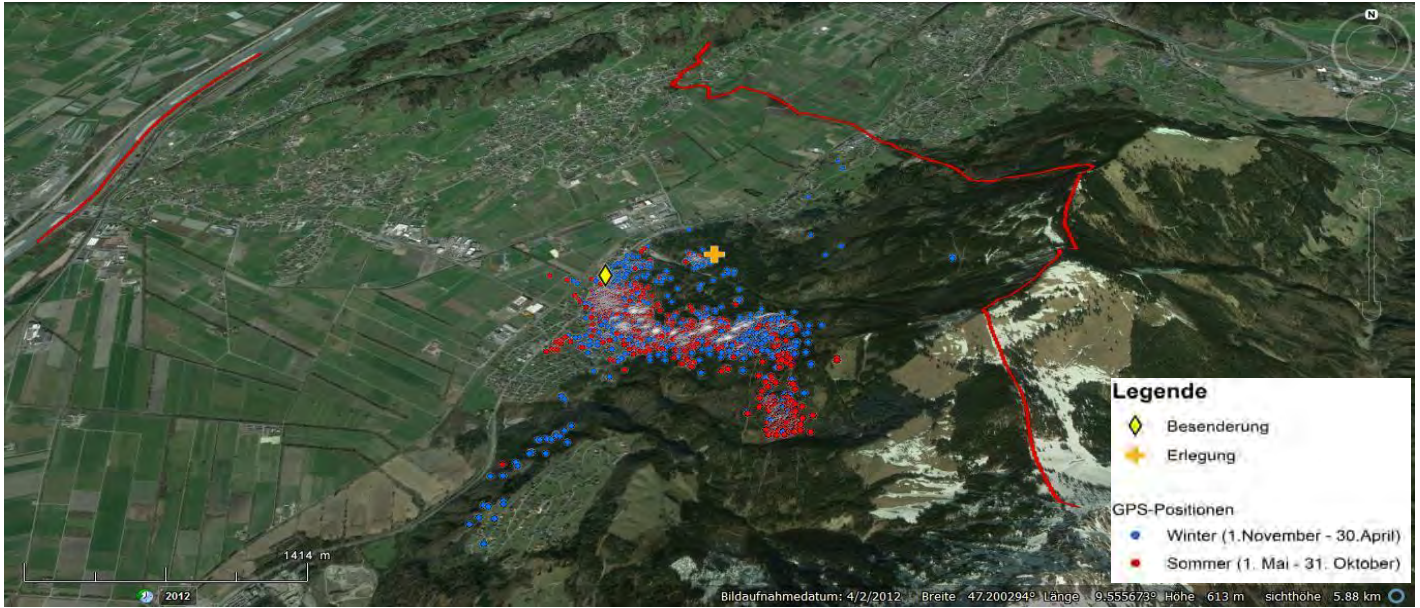 N
Legende
Besenderung
Erlegung
GPS-Positionen
Winter (1.November - 30.April)
Sommer (1. Mai - 31. Oktober)
1414 m
2012
Bildaufnahmedatum: 4/2/2012 Breite 47.200294° Länge 9.555673° Höhe 613 m sichthöhe 5.88 km